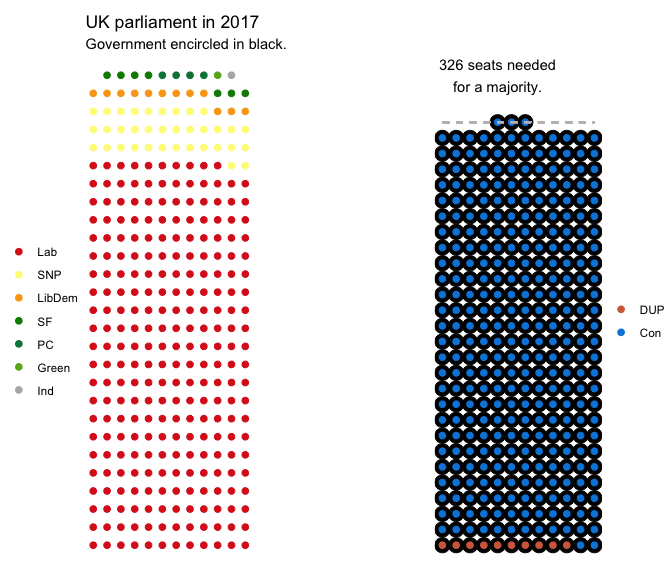 UK parliament in 2017
Government encircled in black.
326 seats needed
for a majority.
Lab
SNP
LibDem
SF
PC
Green
Ind
DUP
Con